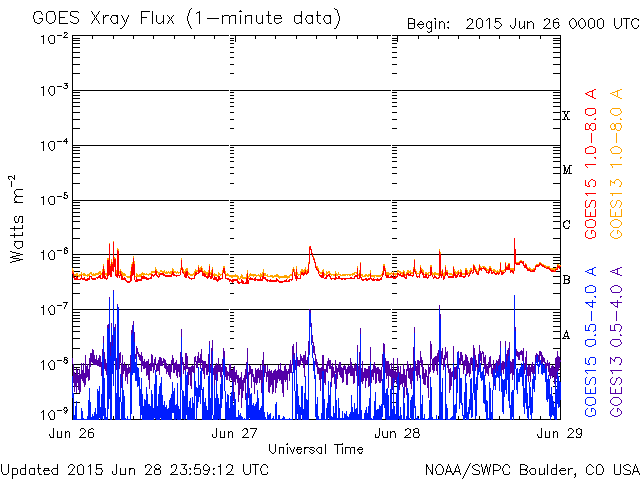 GOES Xray Flux (1-minute data)
Begin: 2015 Jun 26 0000 UTC
10-2
10-3
10-4
10-5
10-6
10-7
10-8
10-9
Watts m-2
X
M
C
B
A
GOES15 1.0-8.0 A
GOES13 1.0-8.0 A
GOES15 0.5-4.0 A
GOES13 0.5-4.0 A
Jun 26 Jun 27 Jun 28 Jun 29
Universal Time
Updated 2015 Jun 28 23:59:12 UTC
NOAA/SWPC Boulder, CO USA